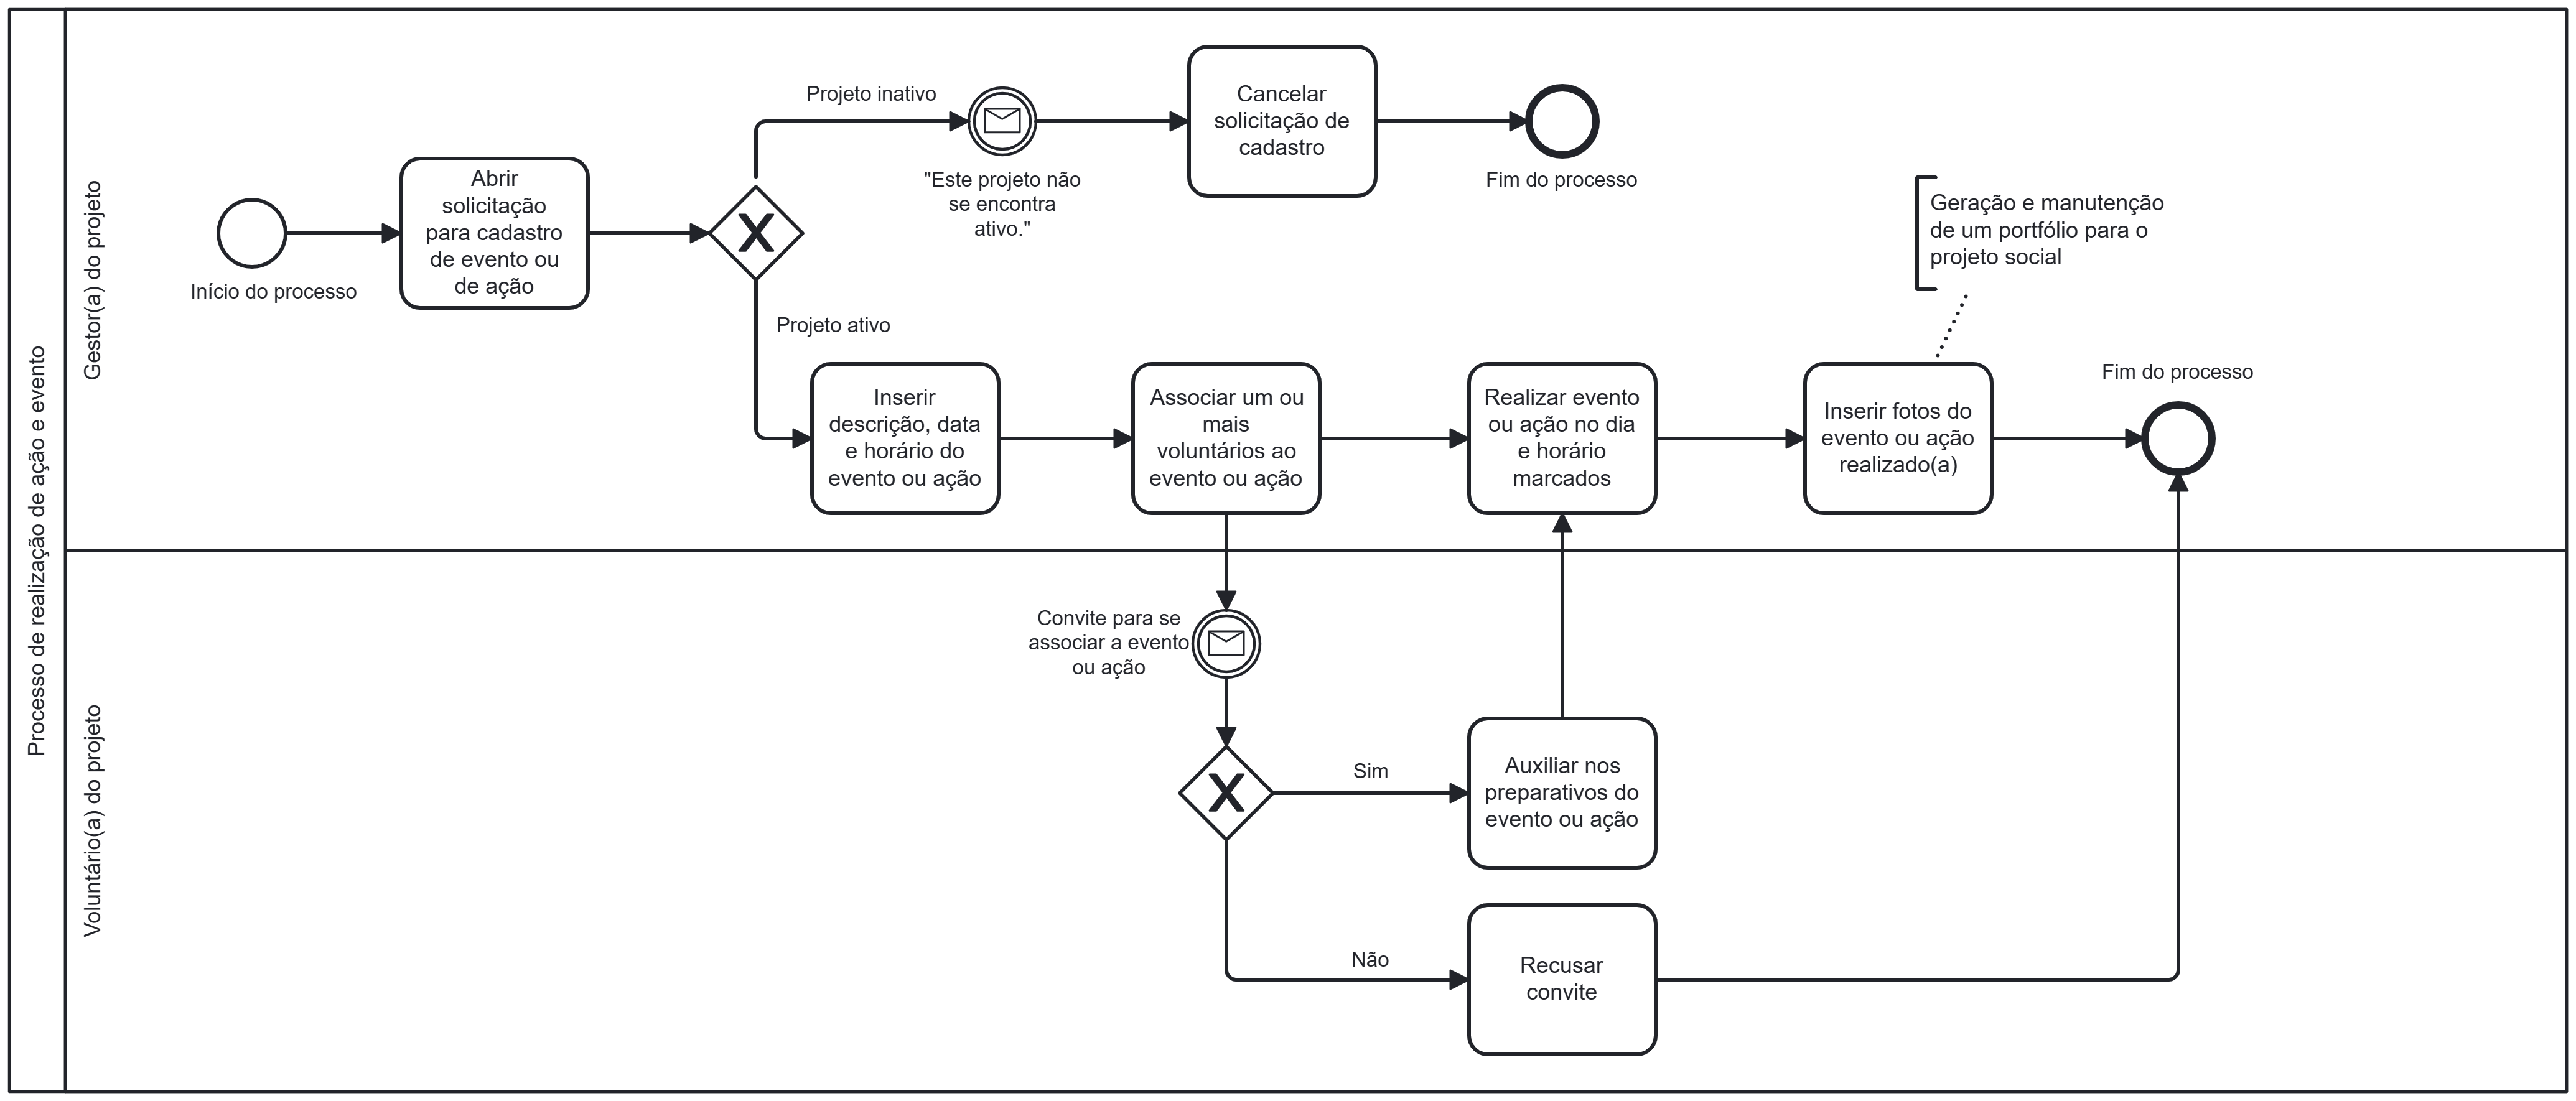 Processo de realização de ação e evento
Gestor(a) do projeto
Início do processo
Abrir
solicitação
para cadastro
de evento ou
de ação
Projeto inativo
"Este projeto não
se encontra
ativo."
Cancelar
solicitação de
cadastro
Fim do processo
Projeto ativo
Inserir
descrição, data
e horário do
evento ou ação
Associar um ou
mais
voluntários ao
evento ou ação
Realizar evento
ou ação no dia
e horário
marcados
Geração e manutenção
de um portfólio para o
projeto social
Inserir fotos do
evento ou ação
realizado(a)
Fim do processo
Voluntário(a) do projeto
Convite para se
associar a evento
ou ação
Sim
Auxiliar nos
preparativos do
evento ou ação
Não
Recusar
convite